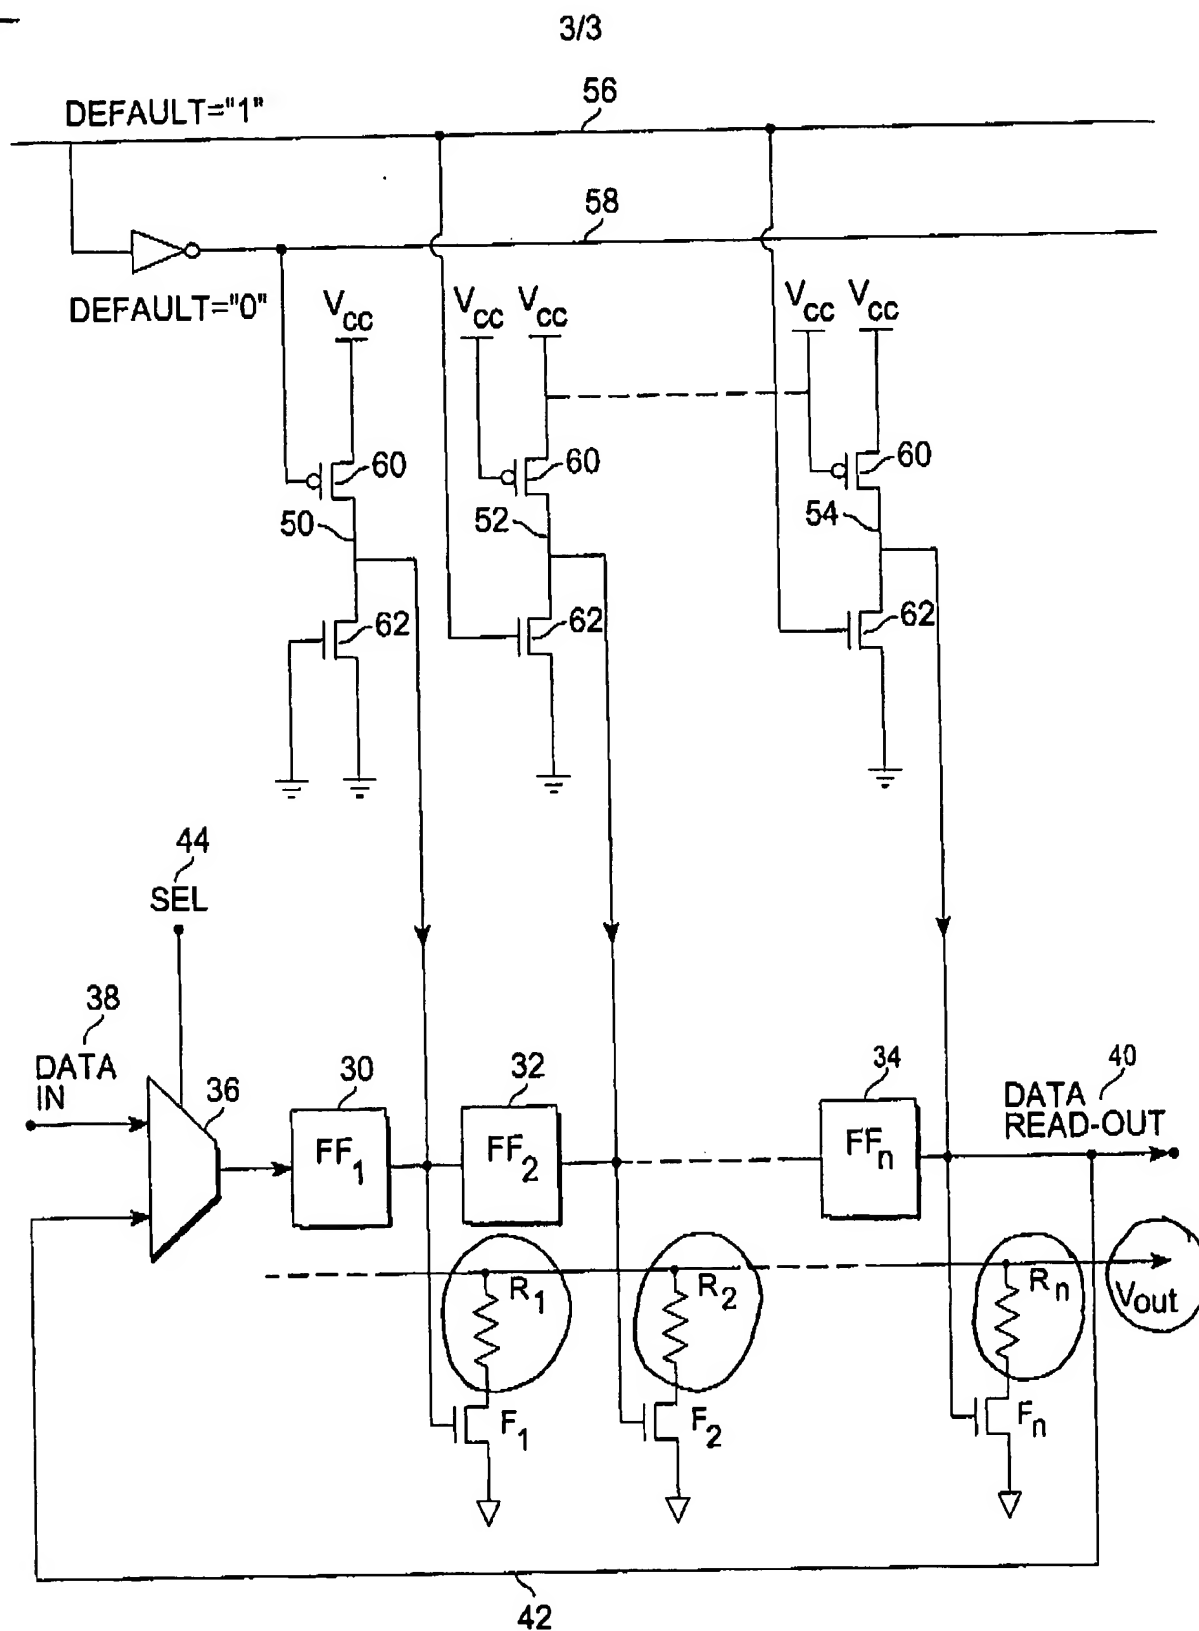 3/3
DEFAULT="1"
56
58
DEFAULT="0"
VCC
VCC VCC
VCC VCC
60
60
60
50
52
54
62
62
62
44
SEL
38
DATA
IN
36
30
32
34
40
DATA
READ-OUT
FF1
FF2
FFn
R1
R2
Rn
Vout
F1
F2
Fn
42